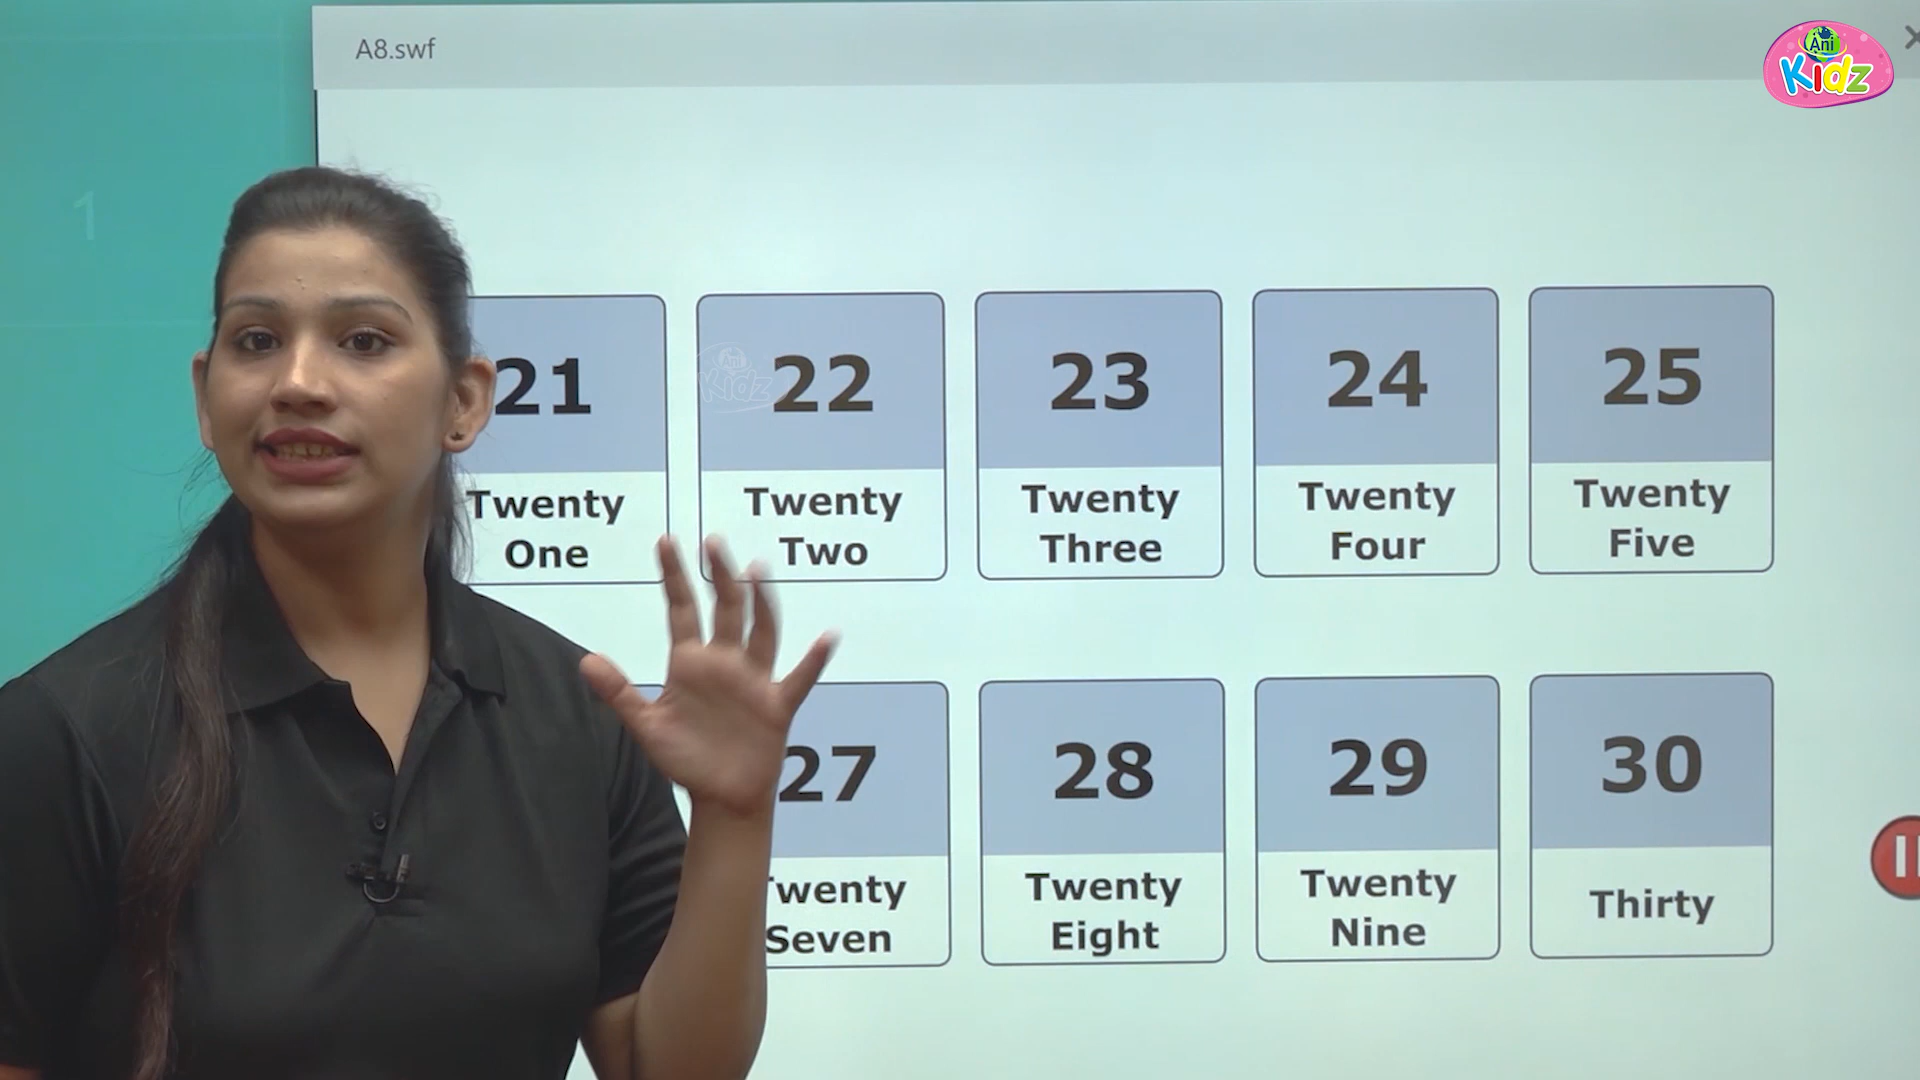 A8.swf
Ani
Kidz
1
21
22
23
24
25
Twenty
One
Twenty
Two
Twenty
Three
Twenty
Four
Twenty
Five
27
28
29
30
Twenty
Seven
Twenty
Eight
Twenty
Nine
Thirty